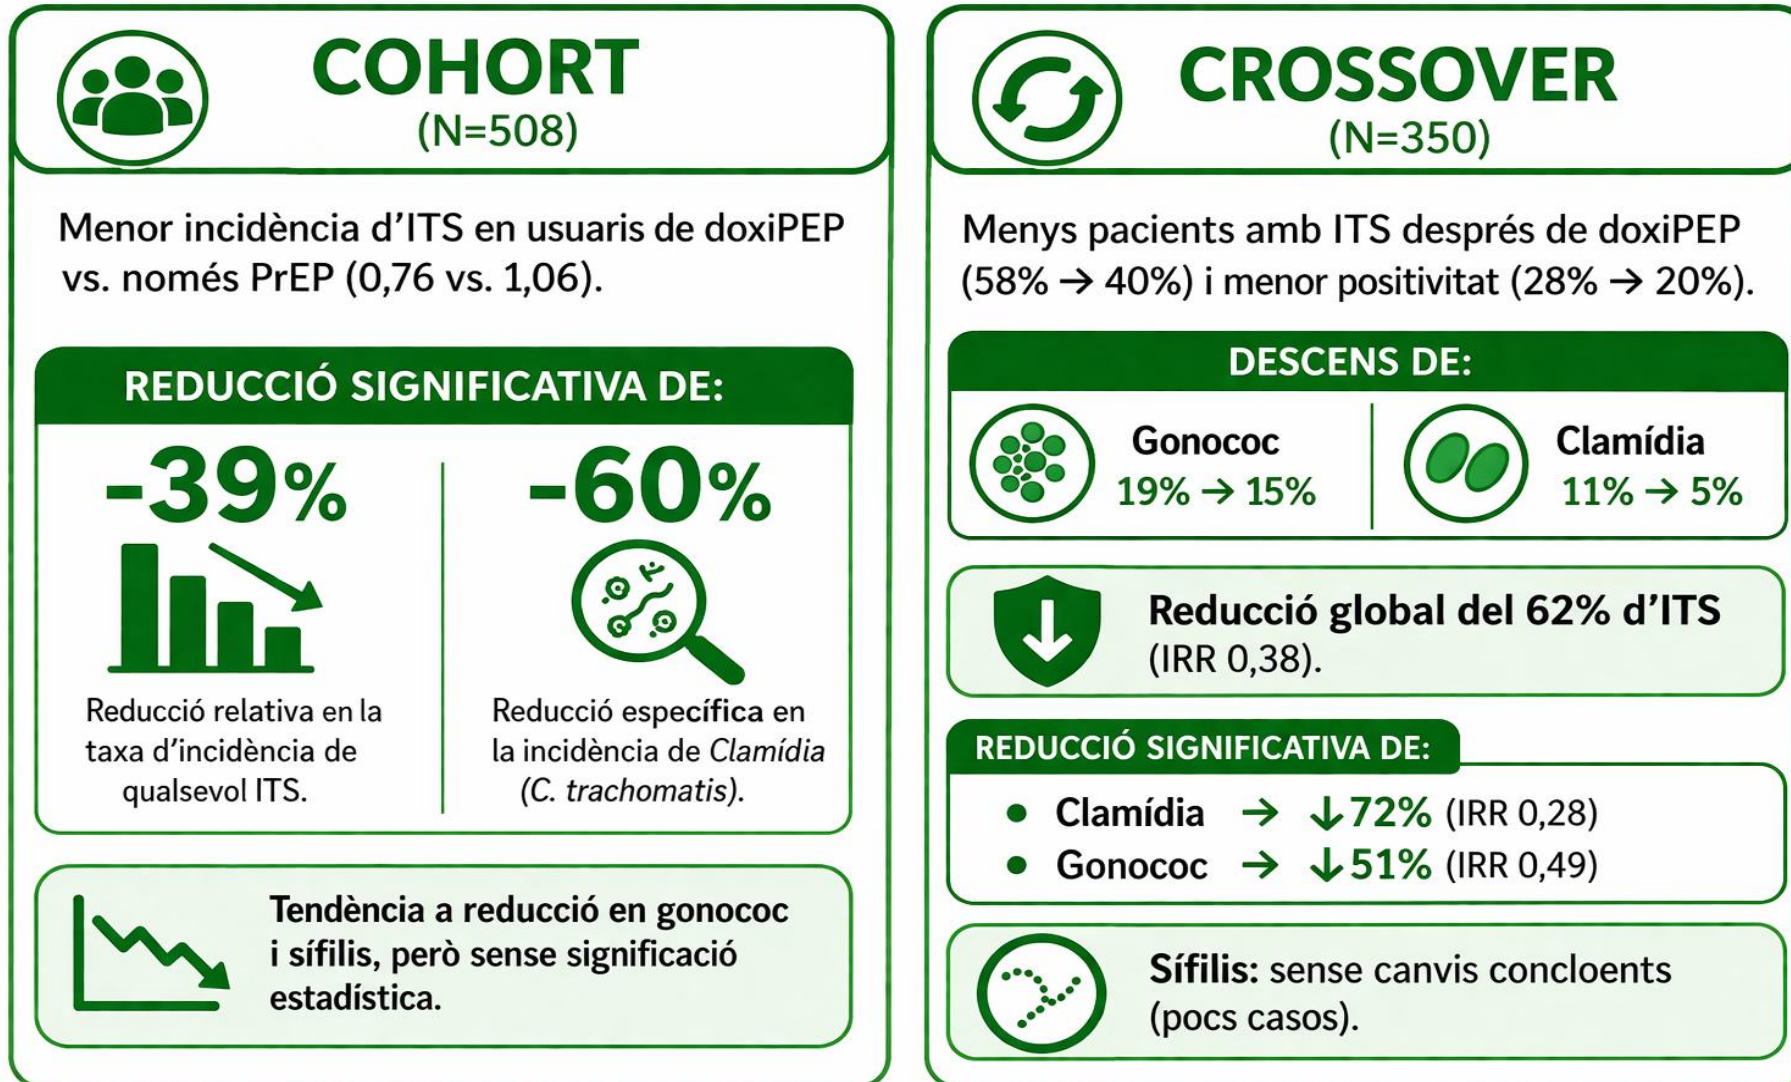 COHORT
(N=508)
Menor incidència d’ITS en usuaris de doxiPEP
vs. només PrEP (0,76 vs. 1,06).
REDUCCIÓ SIGNIFICATIVA DE:
-39%
Reducció relativa en la
taxa d’incidència de
qualsevol ITS.
-60%
Reducció específica en
la incidència de Clamídia
(C. trachomatis).
Tendència a reducció en gonococ
i sífilis, però sense significació
estadística.
CROSSOVER
(N=350)
Menys pacients amb ITS després de doxiPEP
(58% → 40%) i menor positivitat (28% → 20%).
DESCENS DE:
Gonococ
19% → 15%
Clamídia
11% → 5%
Reducció global del 62% d’ITS
(IRR 0,38).
REDUCCIÓ SIGNIFICATIVA DE:
• Clamídia → ↓72% (IRR 0,28)
• Gonococ → ↓51% (IRR 0,49)
Sífilis: sense canvis concloents
(pocs casos).